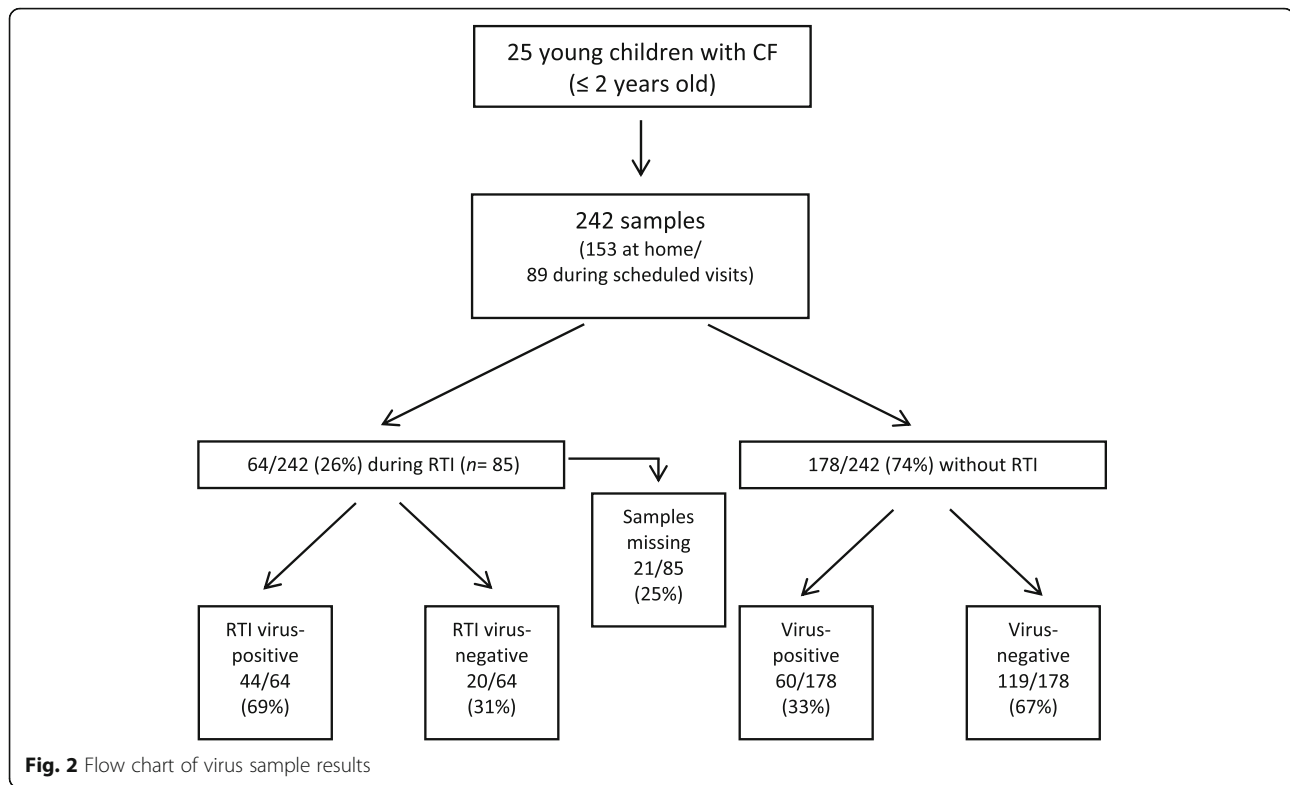 25 young children with CF
(≤ 2 years old)
242 samples
(153 at home/
89 during scheduled visits)
64/242 (26%) during RTI (n= 85)
178/242 (74%) without RTI
Samples
missing
21/85
(25%)
RTI virus-
positive
44/64
(69%)
RTI virus-
negative
20/64
(31%)
Virus-
positive
60/178
(33%)
Virus-
negative
119/178
(67%)
Fig. 2 Flow chart of virus sample results